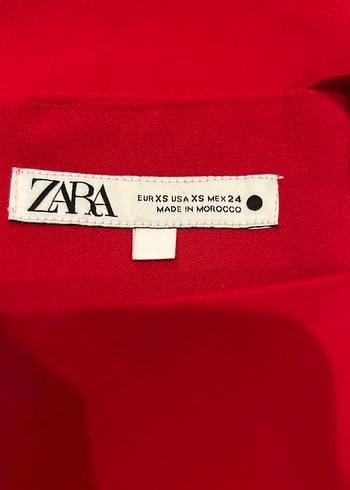 ZARA
EUR XS USA XS MEX 24
MADE IN MOROCCO